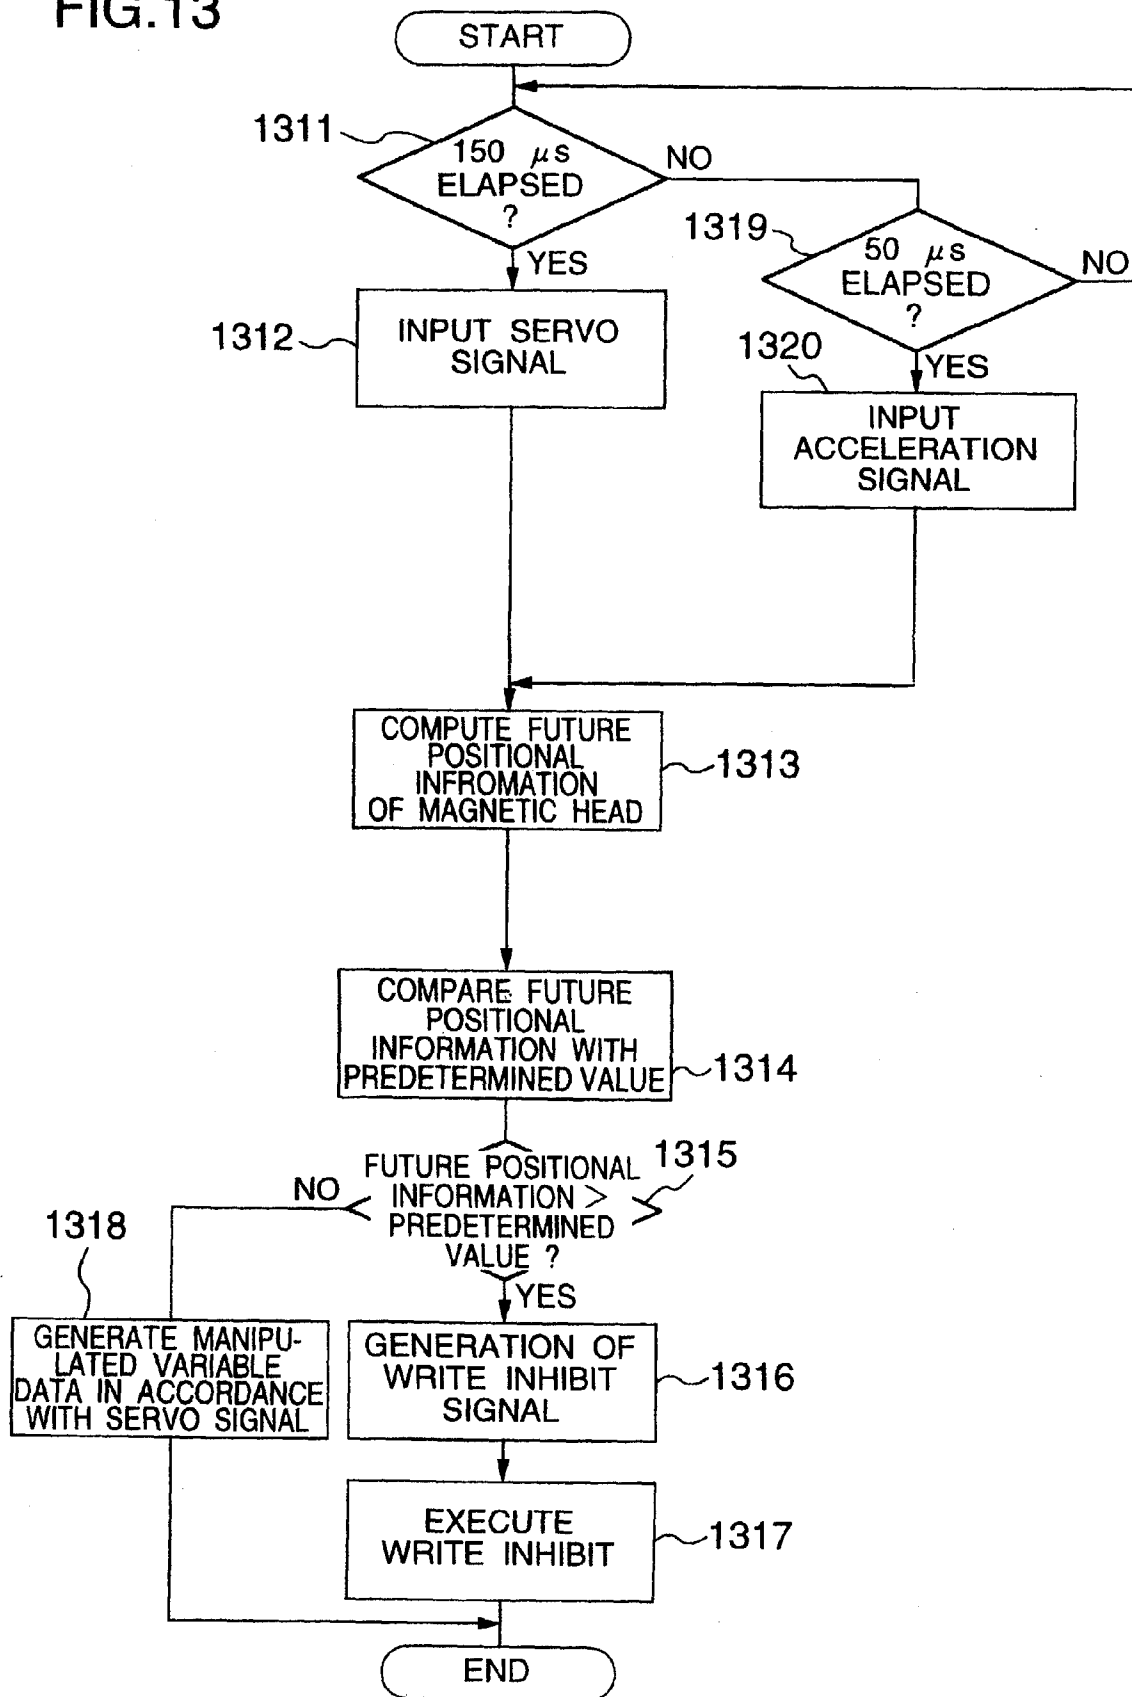 FIG.13
START
1311
150 μs
ELAPSED
?
NO
YES
1319
50 μs
ELAPSED
?
NO
YES
1312
INPUT SERVO
SIGNAL
1320
INPUT
ACCELERATION
SIGNAL
COMPUTE FUTURE
POSITIONAL
INFROMATION
OF MAGNETIC HEAD
1313
COMPARE FUTURE
POSITIONAL
INFORMATION WITH
PREDETERMINED VALUE
1314
FUTURE POSITIONAL
INFORMATION >
PREDETERMINED
VALUE ?
1315
NO
YES
1318
GENERATE MANIPU-
LATED VARIABLE
DATA IN ACCORDANCE
WITH SERVO SIGNAL
GENERATION OF
WRITE INHIBIT
SIGNAL
1316
EXECUTE
WRITE INHIBIT
1317
END